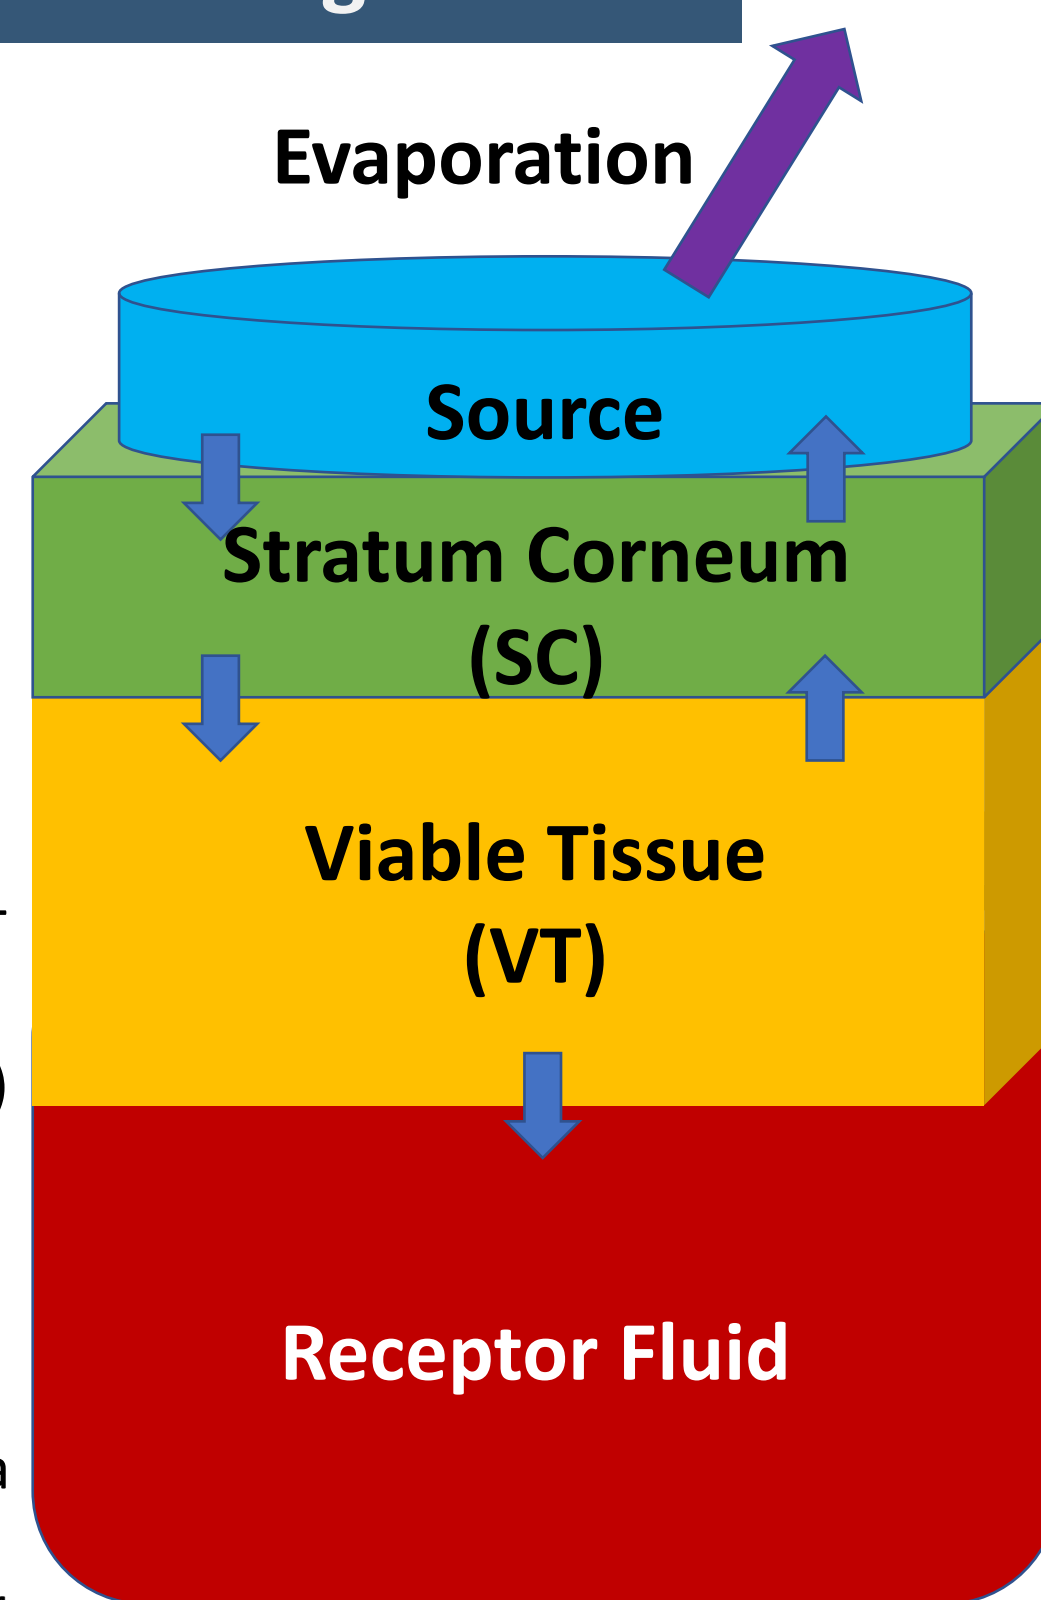 Evaporation
Source
Stratum Corneum
(SC)
Viable Tissue
(VT)
Receptor Fluid